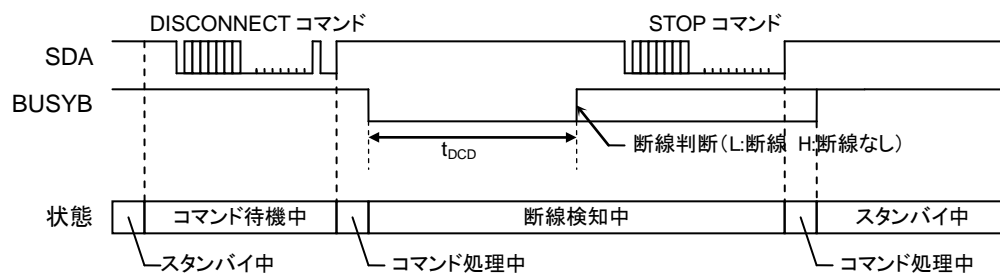 DISCONNECT コマンド
STOP コマンド
SDA
BUSYB
tDCD
断線判断(L:断線 H:断線なし)
状態
コマンド待機中
断線検知中
スタンバイ中
スタンバイ中
コマンド処理中
コマンド処理中